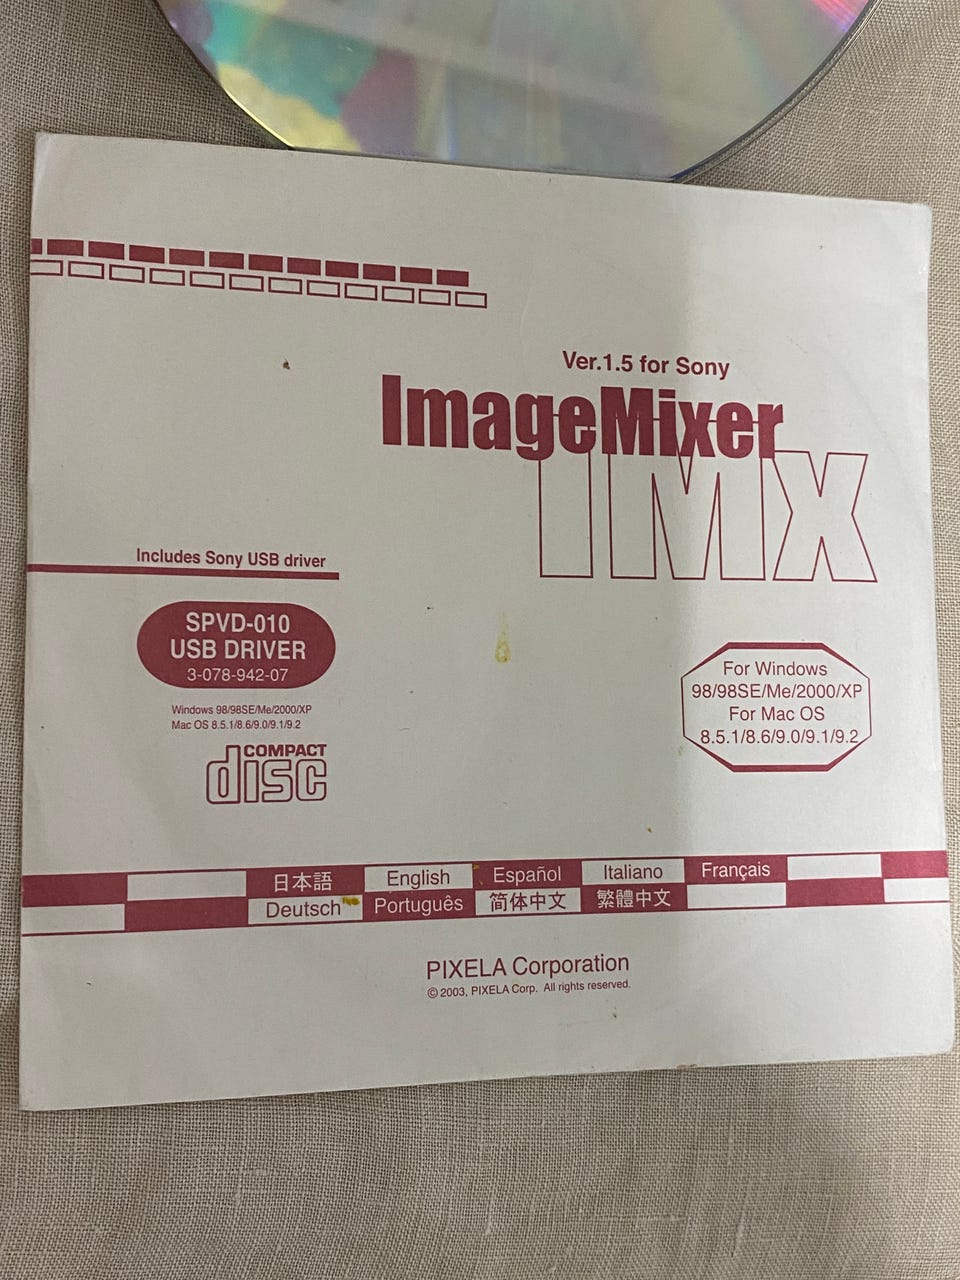 Ver.1.5 for Sony
ImageMixer
IMX
Includes Sony USB driver
SPVD-010
USB DRIVER
3-078-942-07
Windows 98/98SE/Me/2000/XP
Mac OS 8.5.1/8.6/9.0/9.1/9.2
COMPACT
disc
For Windows
98/98SE/Me/2000/XP
For Mac OS
8.5.1/8.6/9.0/9.1/9.2
日本語 English Español Italiano Français
Deutsch Português 简体中文 繁體中文
PIXELA Corporation
© 2003, PIXELA Corp. All rights reserved.